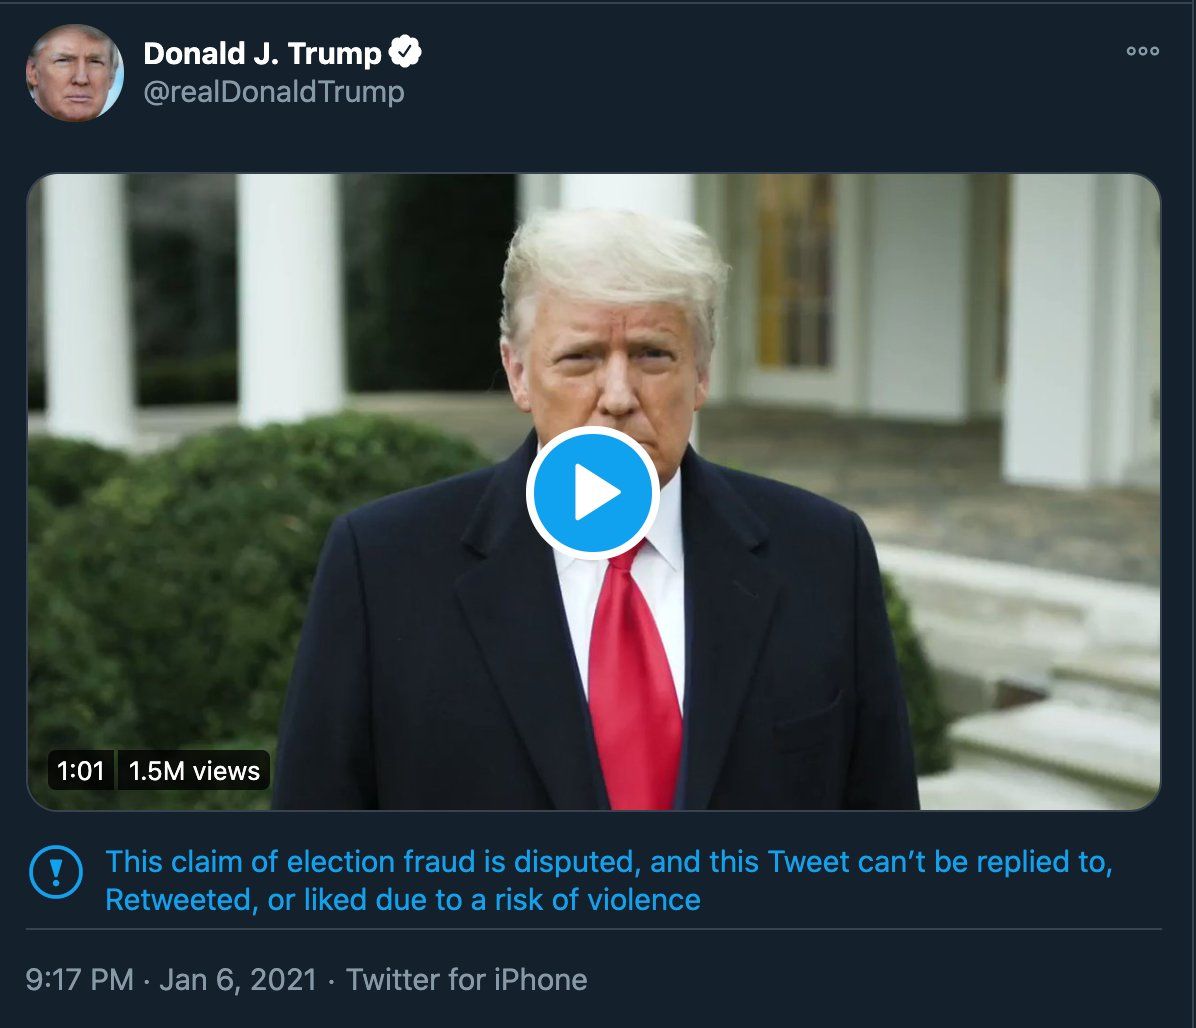 Donald J. Trump
@realDonaldTrump
1:01 1.5M views
This claim of election fraud is disputed, and this Tweet can’t be replied to,
Retweeted, or liked due to a risk of violence
9:17 PM · Jan 6, 2021 · Twitter for iPhone